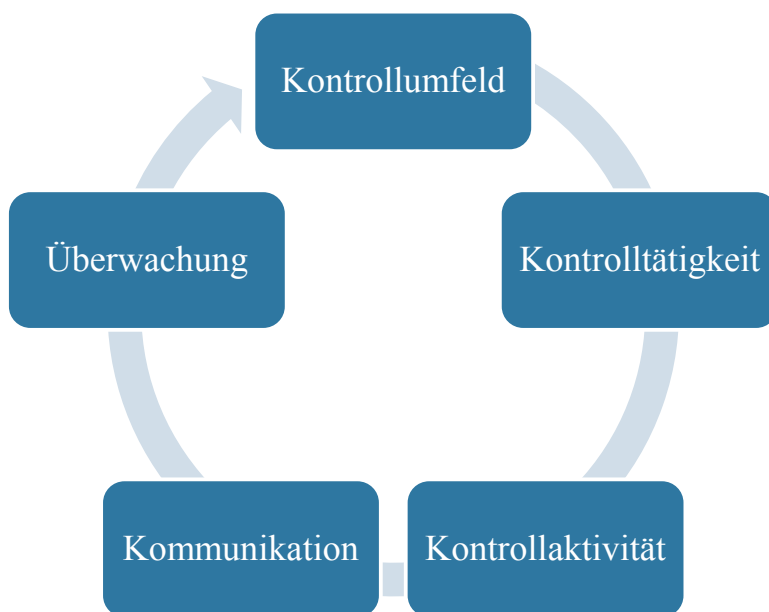 Kontrollumfeld
Kontrolltätigkeit
Kontrollaktivität
Kommunikation
Überwachung